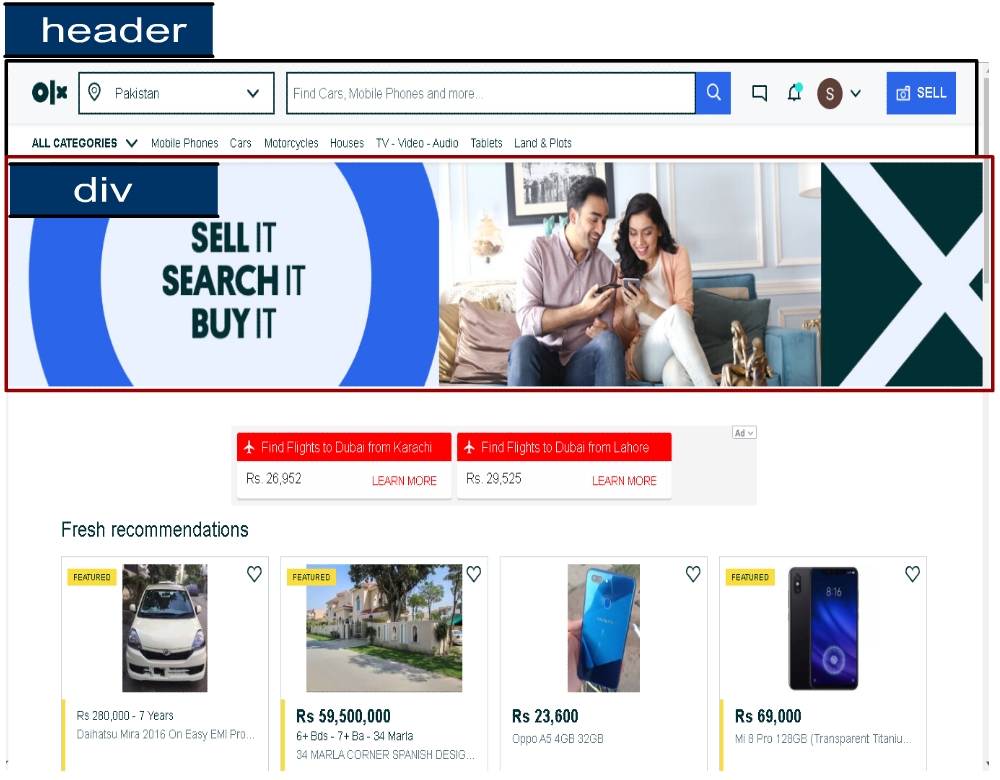 header
olx
Pakistan
Find Cars, Mobile Phones and more...
S
SELL
ALL CATEGORIES Mobile Phones Cars Motorcycles Houses TV - Video - Audio Tablets Land & Plots
div
SELL IT
SEARCH IT
BUY IT
Ad
Find Flights to Dubai from Karachi
Rs. 26,952 LEARN MORE
Find Flights to Dubai from Lahore
Rs. 29,525 LEARN MORE
Fresh recommendations
FEATURED
Rs 280,000 - 7 Years
Daihatsu Mira 2016 On Easy EMI Pro...
FEATURED
Rs 59,500,000
6+ Bds - 7+ Ba - 34 Marla
34 MARLA CORNER SPANISH DESIG...
Rs 23,600
Oppo A5 4GB 32GB
FEATURED
8:16
Rs 69,000
Mi 8 Pro 128GB (Transparent Titaniu...